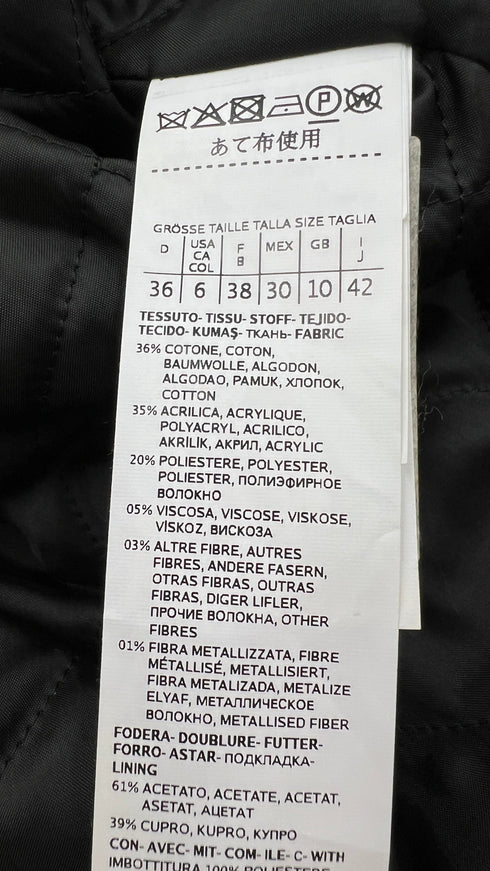 P W
あて布使用
GRÖSSE TAILLE TALLA SIZE TAGLIA
D USA CA COL F B MEX GB I J
36 6 38 30 10 42
TESSUTO- TISSU- STOFF- TEJIDO-
TECIDO- KUMAŞ- ТКАНЬ- FABRIC
36% COTONE, COTON,
BAUMWOLLE, ALGODON,
ALGODAO, PAMUK, ХЛОПОК,
COTTON
35% ACRILICA, ACRYLIQUE,
POLYACRYL, ACRILICO,
AKRİLİK, АКРИЛ, ACRYLIC
20% POLIESTERE, POLYESTER,
POLIESTER, ПОЛИЭФИРНОЕ
ВОЛОКНО
05% VISCOSA, VISCOSE, VISKOSE,
VİSKOZ, ВИСКОЗА
03% ALTRE FIBRE, AUTRES
FIBRES, ANDERE FASERN,
OTRAS FIBRAS, OUTRAS
FIBRAS, DIGER LIFLER,
ПРОЧИЕ ВОЛОКНА, OTHER
FIBRES
01% FIBRA METALLIZZATA, FIBRE
MÉTALLISÉ, METALLISIERT,
FIBRA METALIZADA, METALIZE
ELYAF, МЕТАЛЛИЧЕСКОЕ
ВОЛОКНО, METALLISED FIBER
FODERA- DOUBLURE- FUTTER-
FORRO- ASTAR- ПОДКЛАДКА-
LINING
61% ACETATO, ACETATE, ACETAT,
ASETAT, АЦЕТАТ
39% CUPRO, KUPRO, КУПРО
CON- AVEC- MIT- COM- ILE- C- WITH
IMBOTTITURA 100% POLIESTERE